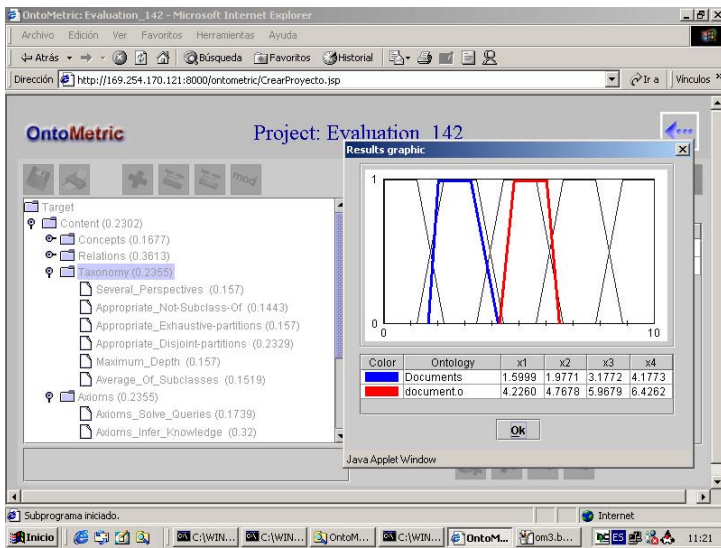 OntoMetric: Evaluation_142 - Microsoft Internet Explorer
Archivo Edición Ver Favoritos Herramientas Ayuda
Atrás Búsqueda Favoritos Historial
Dirección http://169.254.170.121:8000/ontometric/CrearProyecto.jsp Ir a Vínculos »
OntoMetric Project: Evaluation_142
mod
Target
Content (0.2302)
Concepts (0.1677)
Relations (0.3613)
Taxonomy (0.2355)
Several_Perspectives (0.157)
Appropriate_Not-Subclass-Of (0.1443)
Appropriate_Exhaustive-partitions (0.157)
Appropriate_Disjoint-partitions (0.2329)
Maximum_Depth (0.157)
Average_Of_Subclasses (0.1519)
Axioms (0.2355)
Axioms_Solve_Queries (0.1739)
Axioms_Infer_Knowledge (0.32)
Results graphic
1
0
0 10
Color Ontology x1 x2 x3 x4
Documents 1.5999 1.9771 3.1772 4.1773
document.o 4.2260 4.7678 5.9679 6.4262
Ok
Java Applet Window
Subprograma iniciado. Internet
Inicio C:\WIN... C:\WIN... OntoM... C:\WIN... OntoM... om3.b... ES 11:21